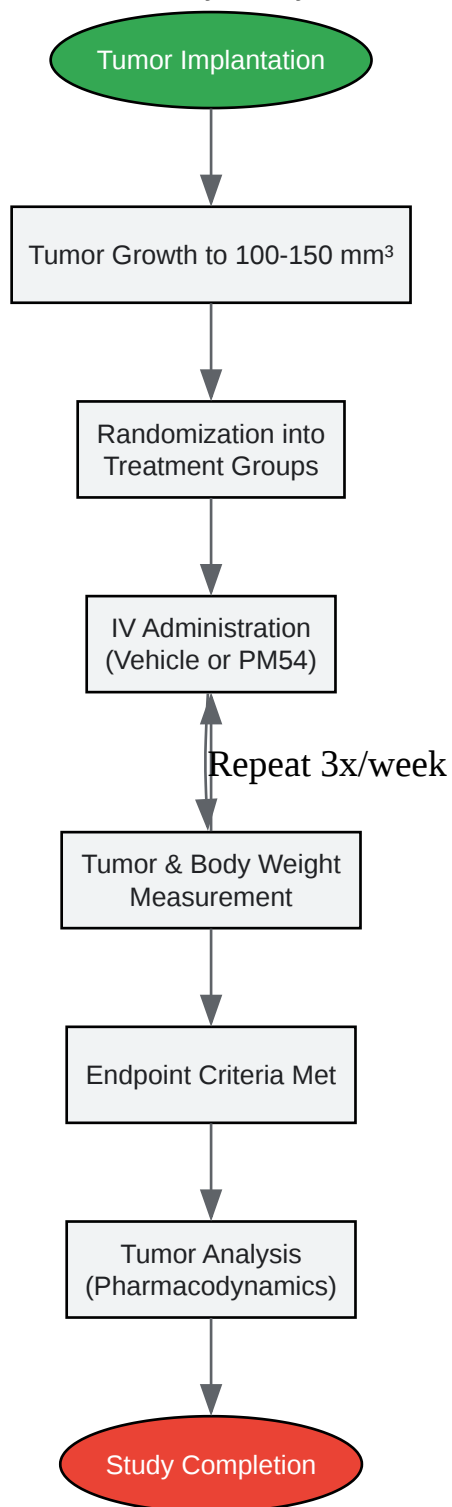 Tumor Implantation
Tumor Growth to 100-150 mm³
Randomization into
Treatment Groups
IV Administration
(Vehicle or PM54)
Repeat 3x/week
Tumor & Body Weight
Measurement
Endpoint Criteria Met
Tumor Analysis
(Pharmacodynamics)
Study Completion